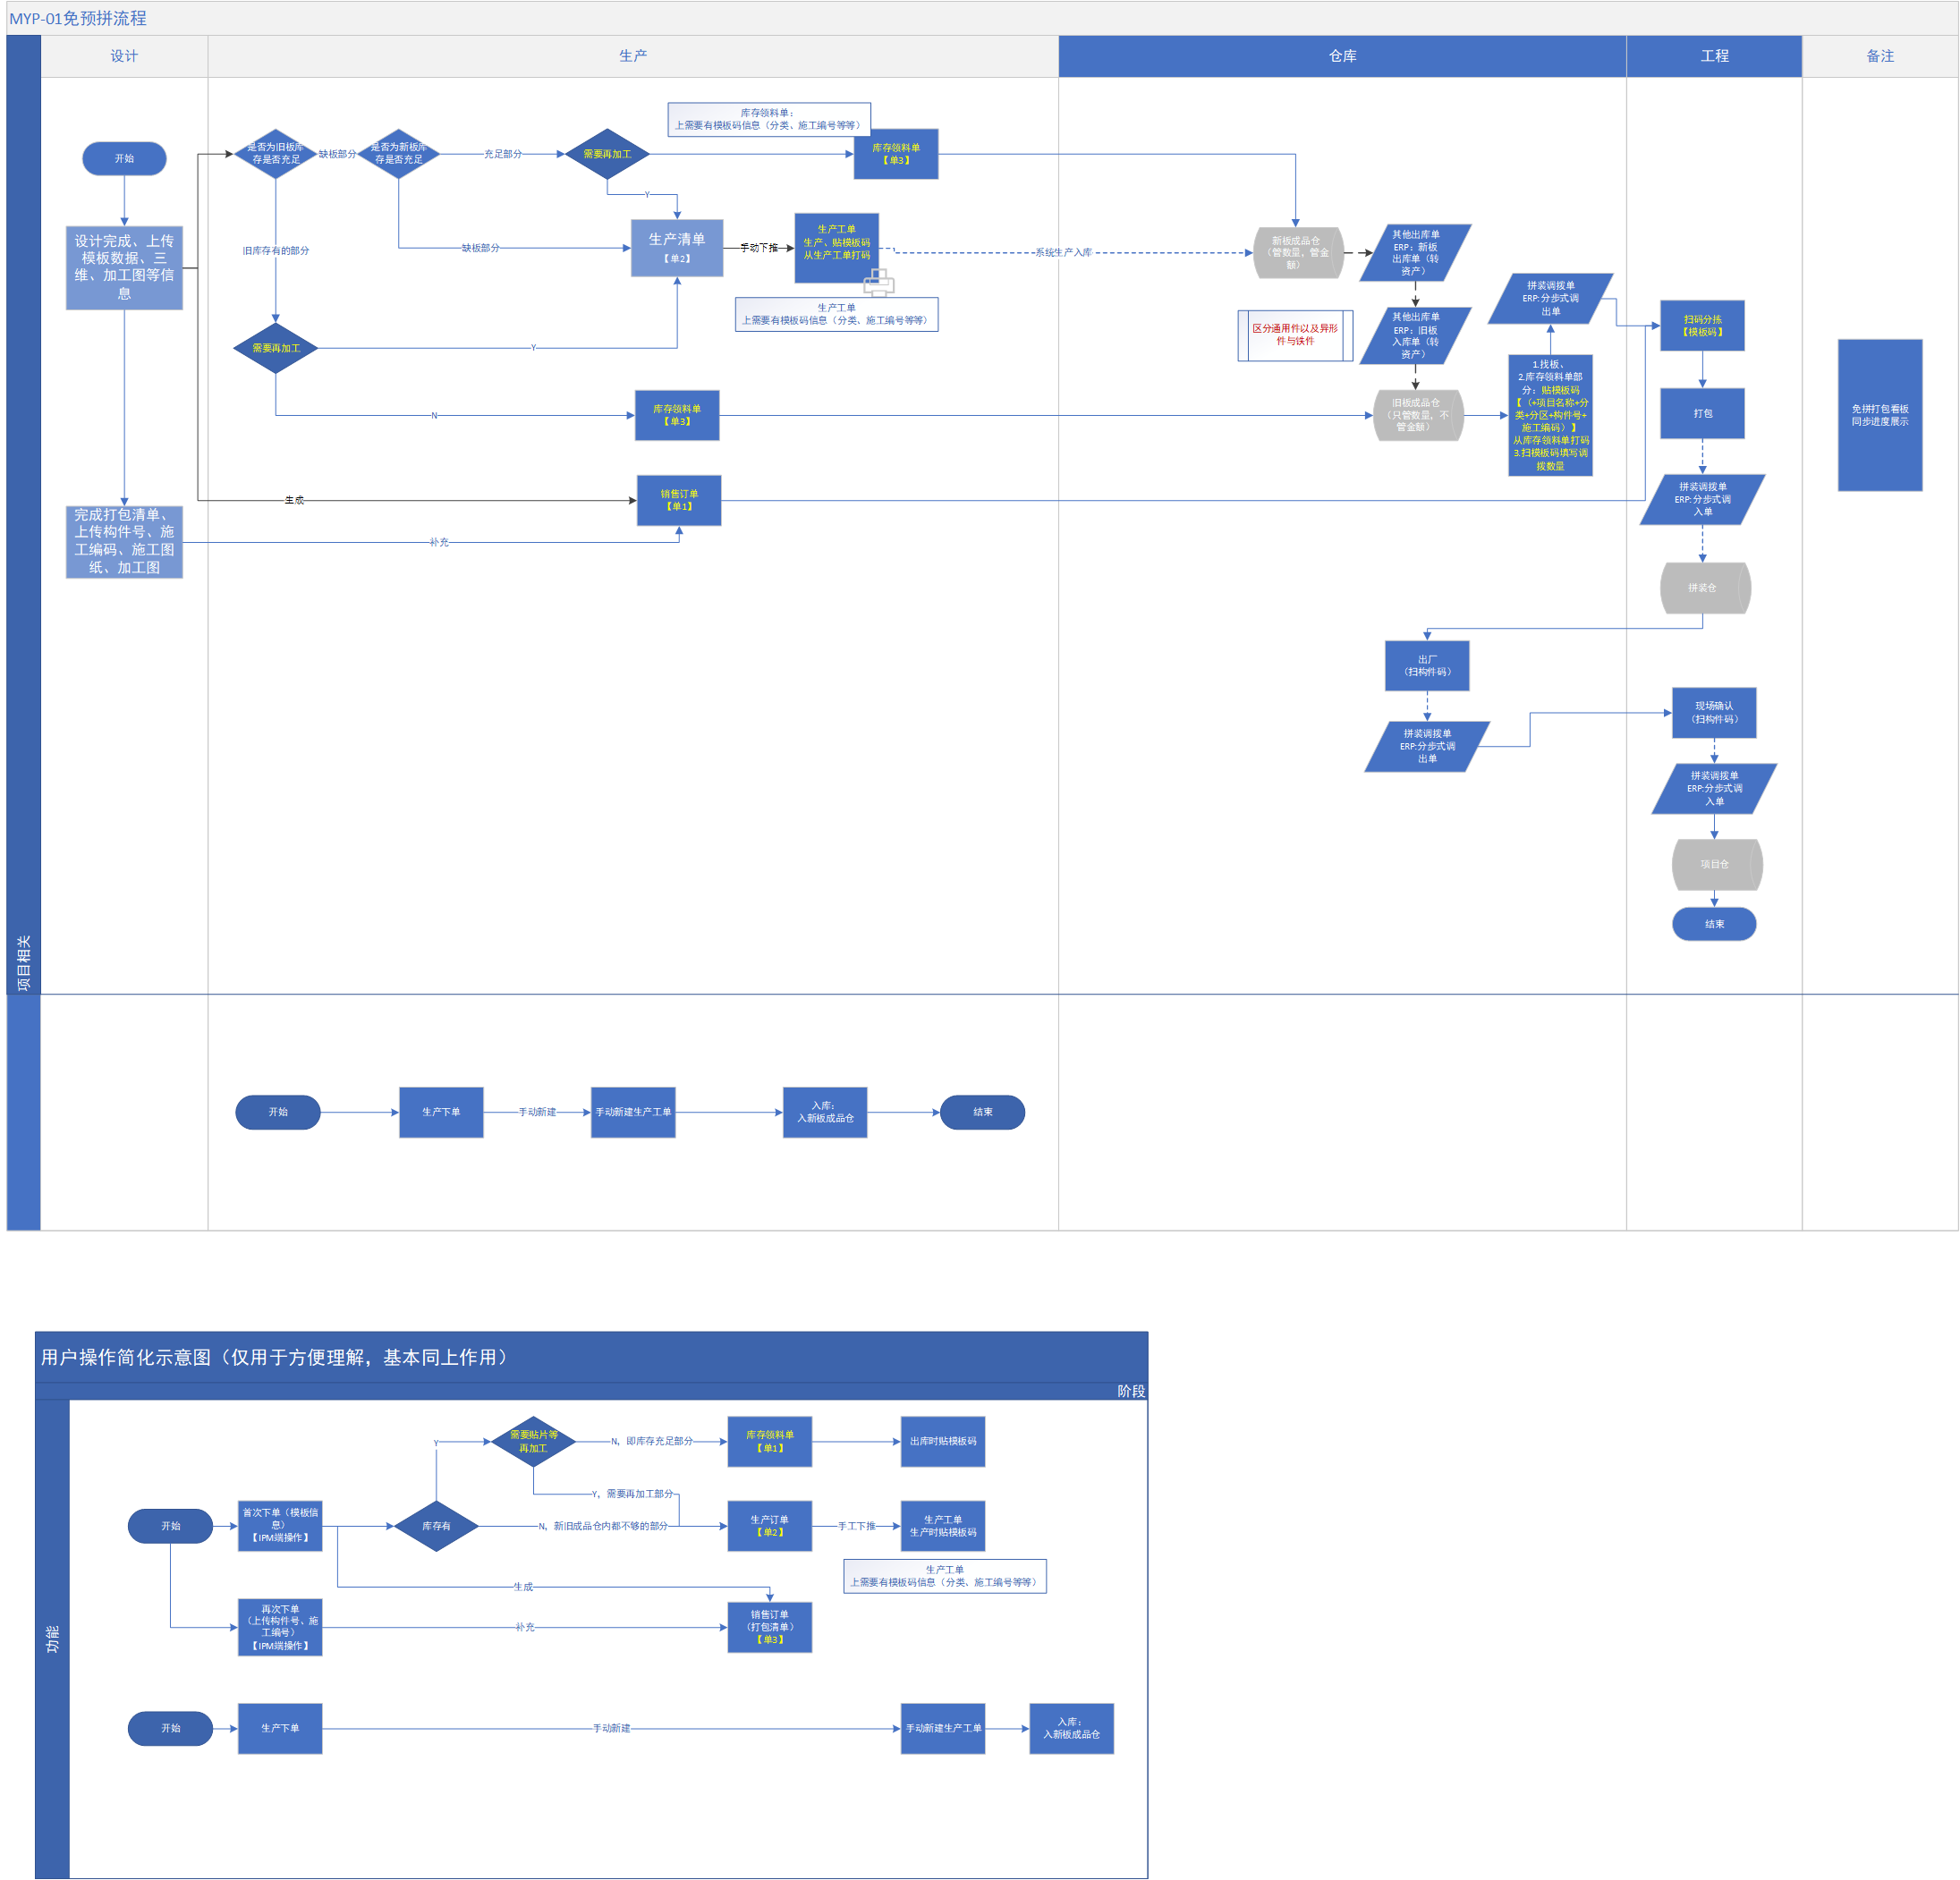 MYP-01免预拼流程
设计
生产
仓库
工程
备注
项目相关
开始
设计完成、上传
模板数据、三
维、加工图等信
息
完成打包清单、
上传构件号、施
工编码、施工图
纸、加工图
是否为旧板库
存是否充足
缺板部分
是否为新板库
存是否充足
充足部分
需要再加工
库存领料单：
上需要有模板码信息（分类、施工编号等等）
库存领料单
【单3】
Y
旧库存有的部分
缺板部分
生产清单
【单2】
手动下推
生产工单
生产、贴模板码
从生产工单打码
系统生产入库
生产工单
上需要有模板码信息（分类、施工编号等等）
需要再加工
Y
N
库存领料单
【单3】
生成
销售订单
【单1】
补充
新板成品仓
（管数量，管金
额）
其他出库单
ERP：新板
出库单（转
资产）
区分通用件以及异形
件与铁件
其他出库单
ERP：旧板
入库单（转
资产）
旧板成品仓
（只管数量，不
管金额）
拼装调拨单
ERP:分步式调
出单
1.找板、
2.库存领料单部
分：贴模板码
【（+项目名称+分
类+分区+构件号+
施工编码）】
从库存领料单打码
3.扫模板码填写调
拨数量
扫码分拣
【模板码】
打包
拼装调拨单
ERP:分步式调
入单
拼装仓
免拼打包看板
同步进度展示
出厂
（扫构件码）
拼装调拨单
ERP:分步式调
出单
现场确认
（扫构件码）
拼装调拨单
ERP:分步式调
入单
项目仓
结束
开始
生产下单
手动新建
手动新建生产工单
入库：
入新板成品仓
结束
用户操作简化示意图（仅用于方便理解，基本同上作用）
阶段
功能
需要贴片等
再加工
Y
N，即库存充足部分
库存领料单
【单1】
出库时贴模板码
Y，需要再加工部分
开始
首次下单（模板信
息）
【IPM端操作】
库存有
N，新旧成品仓内都不够的部分
生产订单
【单2】
手工下推
生产工单
生产时贴模板码
生产工单
上需要有模板码信息（分类、施工编号等等）
生成
再次下单
（上传构件号、施
工编号）
【IPM端操作】
补充
销售订单
（打包清单）
【单3】
开始
生产下单
手动新建
手动新建生产工单
入库：
入新板成品仓